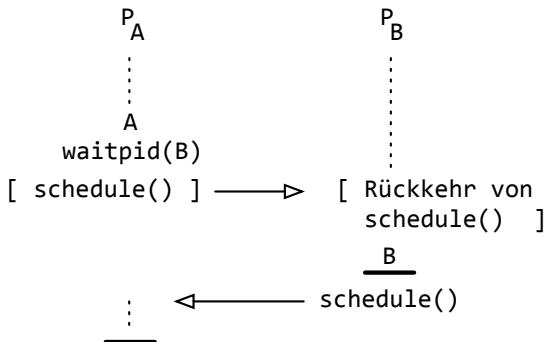 P_A P_B
A
waitpid(B)
[ schedule() ] [ Rückkehr von
schedule() ]
B
schedule()